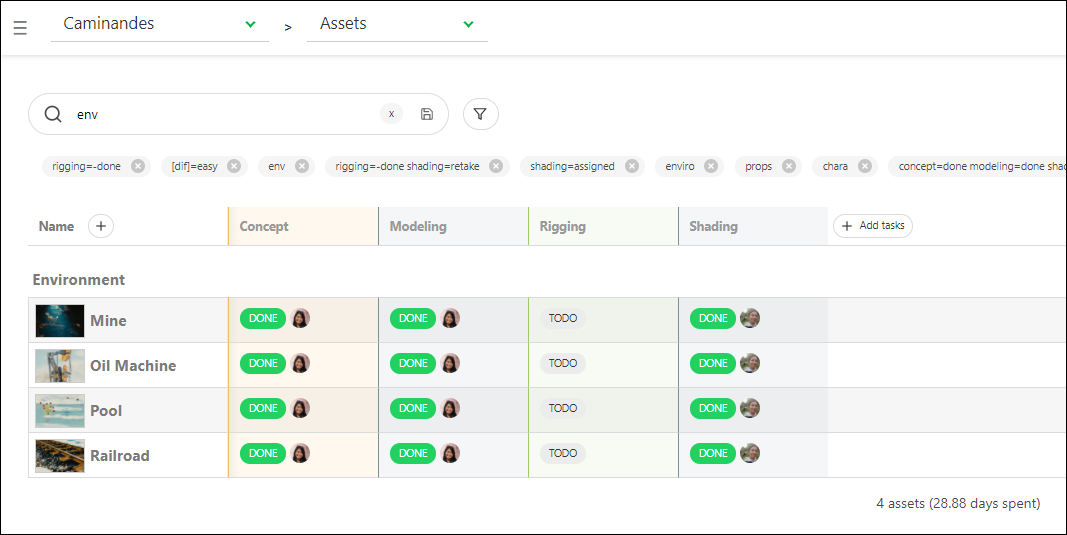 Caminandes > Assets
env x
rigging=-done [dif]=easy env rigging=-done shading=retake shading=assigned enviro props chara concept=done modeling=done shad
Name + Concept Modeling Rigging Shading + Add tasks
Environment
Mine DONE DONE TODO DONE
Oil Machine DONE DONE TODO DONE
Pool DONE DONE TODO DONE
Railroad DONE DONE TODO DONE
4 assets (28.88 days spent)